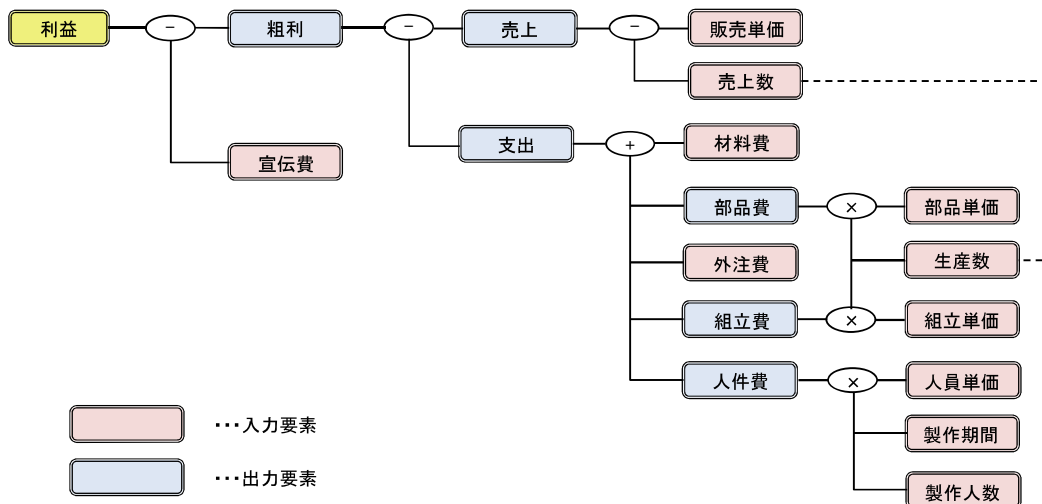 利益
－
粗利
－
売上
－
販売単価
売上数
宣伝費
支出
+
材料費
部品費
×
部品単価
外注費
生産数
組立費
×
組立単価
人件費
×
人員単価
製作期間
製作人数
･･･入力要素
･･･出力要素